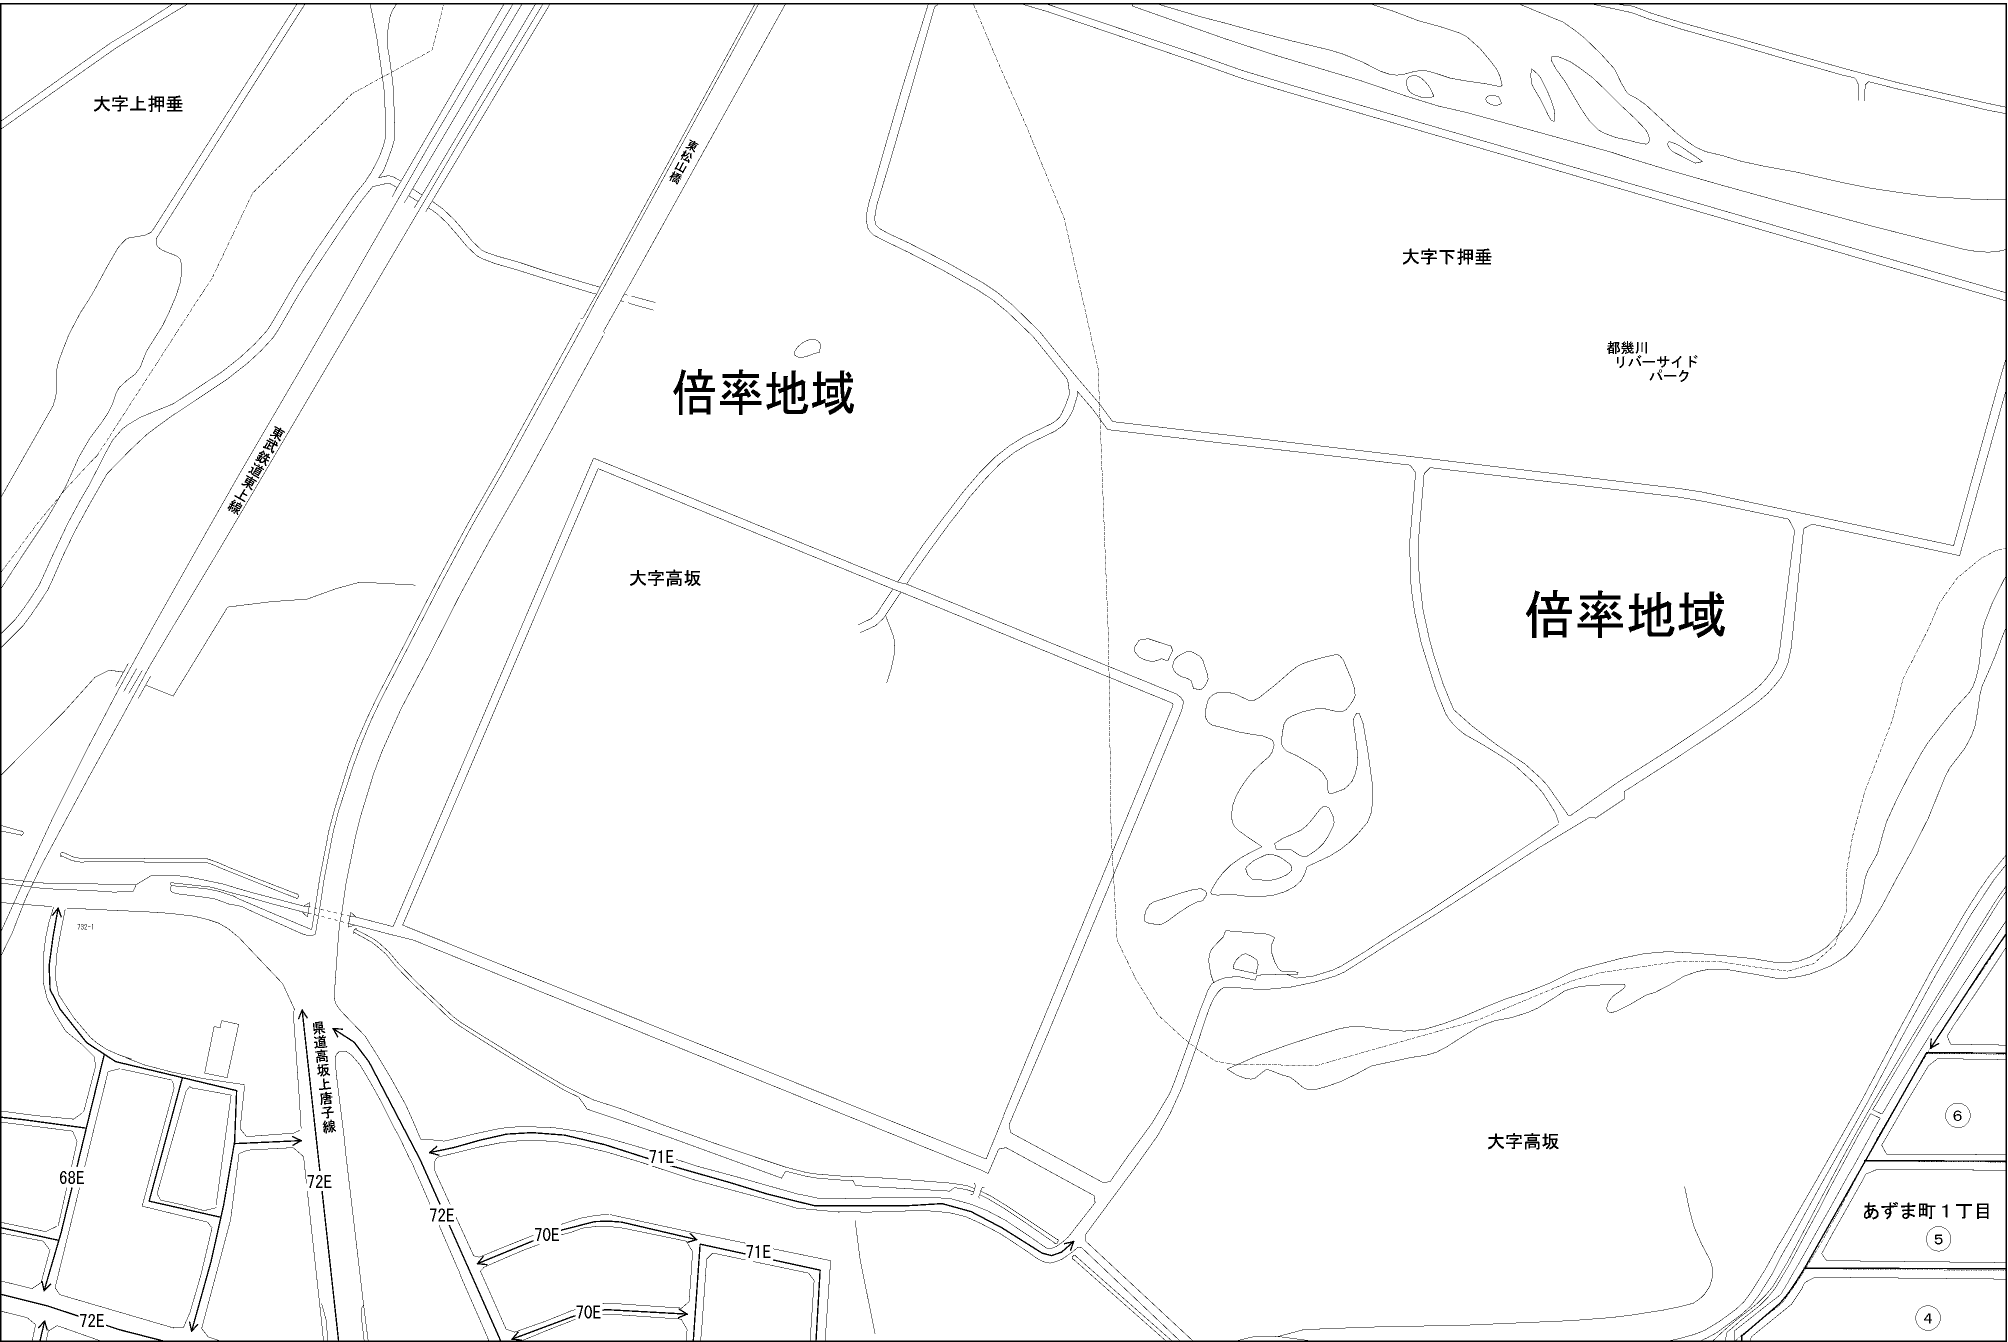 大字上押垂
東松山橋
大字下押垂
都幾川
リバーサイド
パーク
倍率地域
東武鉄道東上線
大字高坂
倍率地域
732-1
県道高坂上唐子線
6
大字高坂
71E
68E
72E
72E
あずま町1丁目
5
70E
71E
70E
72E
4